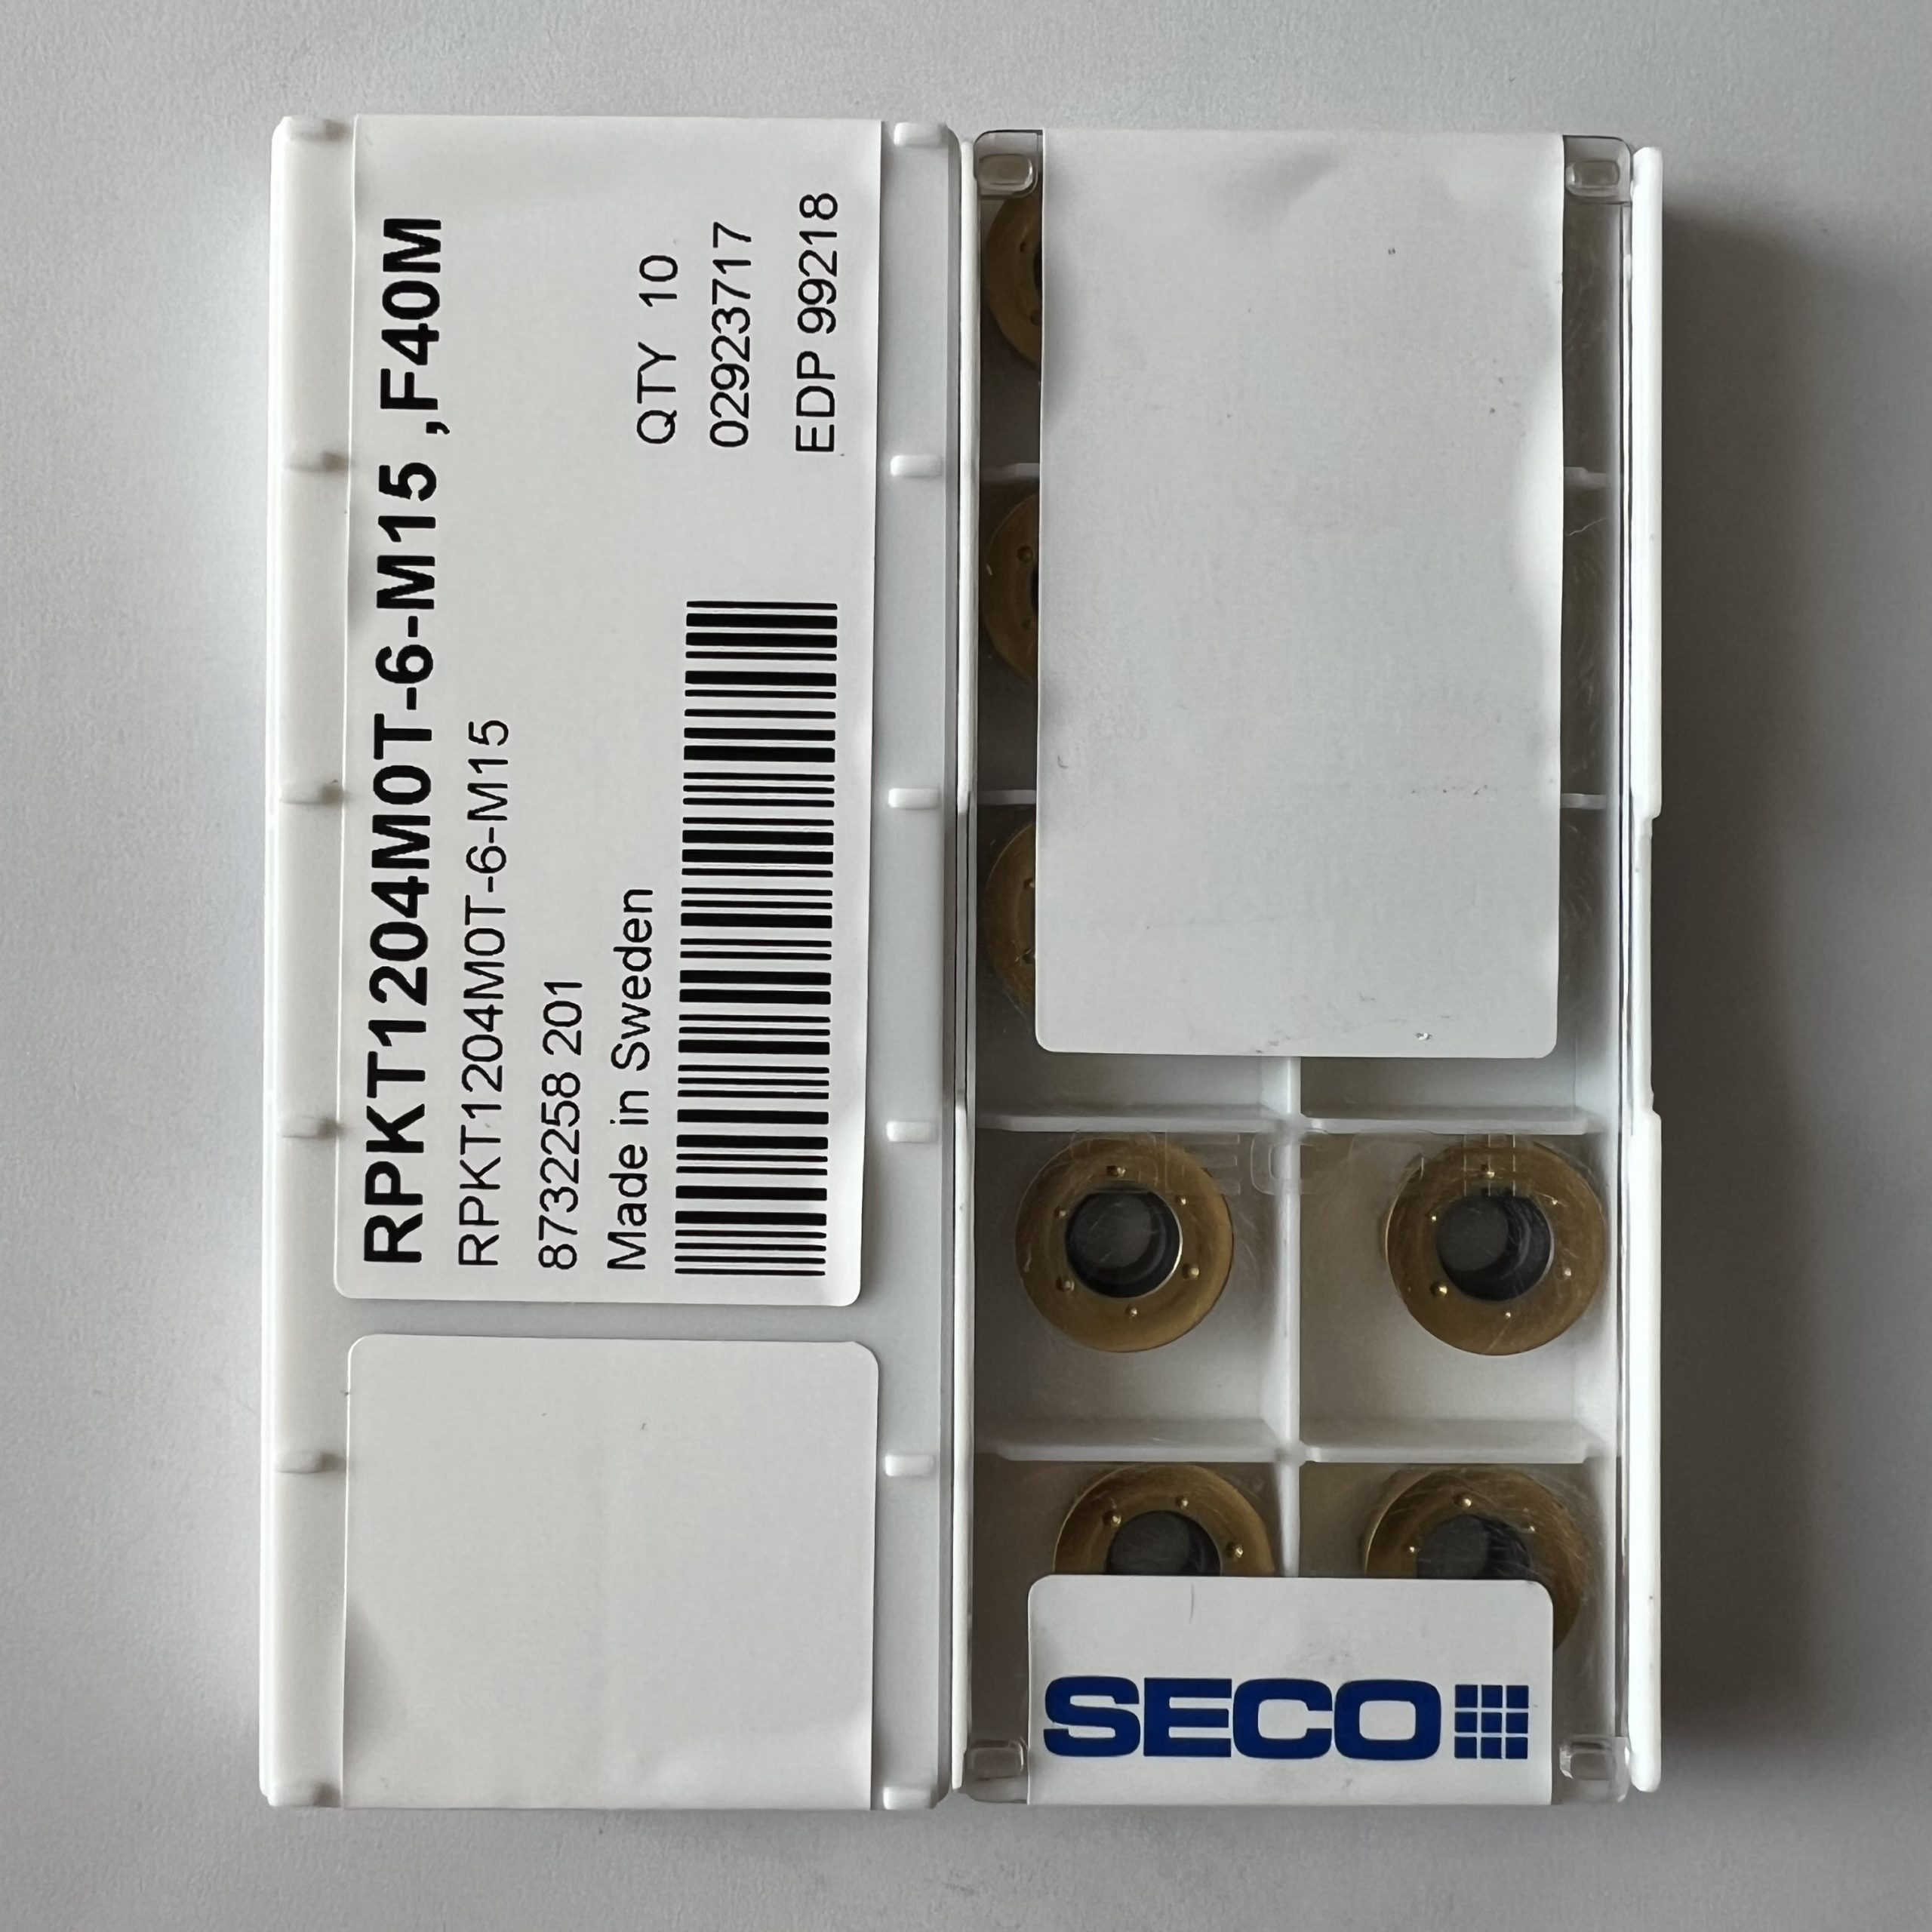 RPKT1204M0T-6-M15 ,F40M
RPKT1204M0T-6-M15
8732258 201
Made in Sweden
QTY 10
02923717
EDP 99218
SECO